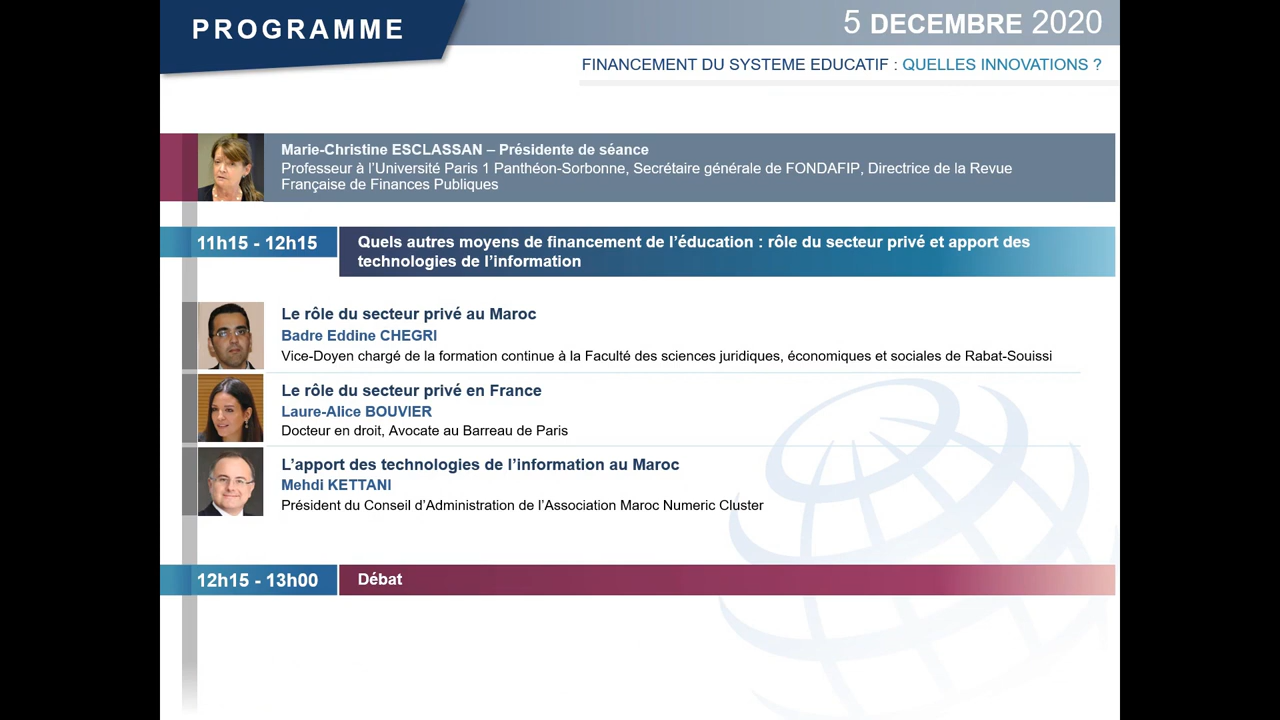 PROGRAMME
5 DECEMBRE 2020
FINANCEMENT DU SYSTEME EDUCATIF : QUELLES INNOVATIONS ?
Marie-Christine ESCLASSAN – Présidente de séance
Professeur à l’Université Paris 1 Panthéon-Sorbonne, Secrétaire générale de FONDAFIP, Directrice de la Revue
Française de Finances Publiques
11h15 - 12h15
Quels autres moyens de financement de l’éducation : rôle du secteur privé et apport des
technologies de l’information
Le rôle du secteur privé au Maroc
Badre Eddine CHEGRI
Vice-Doyen chargé de la formation continue à la Faculté des sciences juridiques, économiques et sociales de Rabat-Souissi
Le rôle du secteur privé en France
Laure-Alice BOUVIER
Docteur en droit, Avocate au Barreau de Paris
L’apport des technologies de l’information au Maroc
Mehdi KETTANI
Président du Conseil d’Administration de l’Association Maroc Numeric Cluster
12h15 - 13h00
Débat